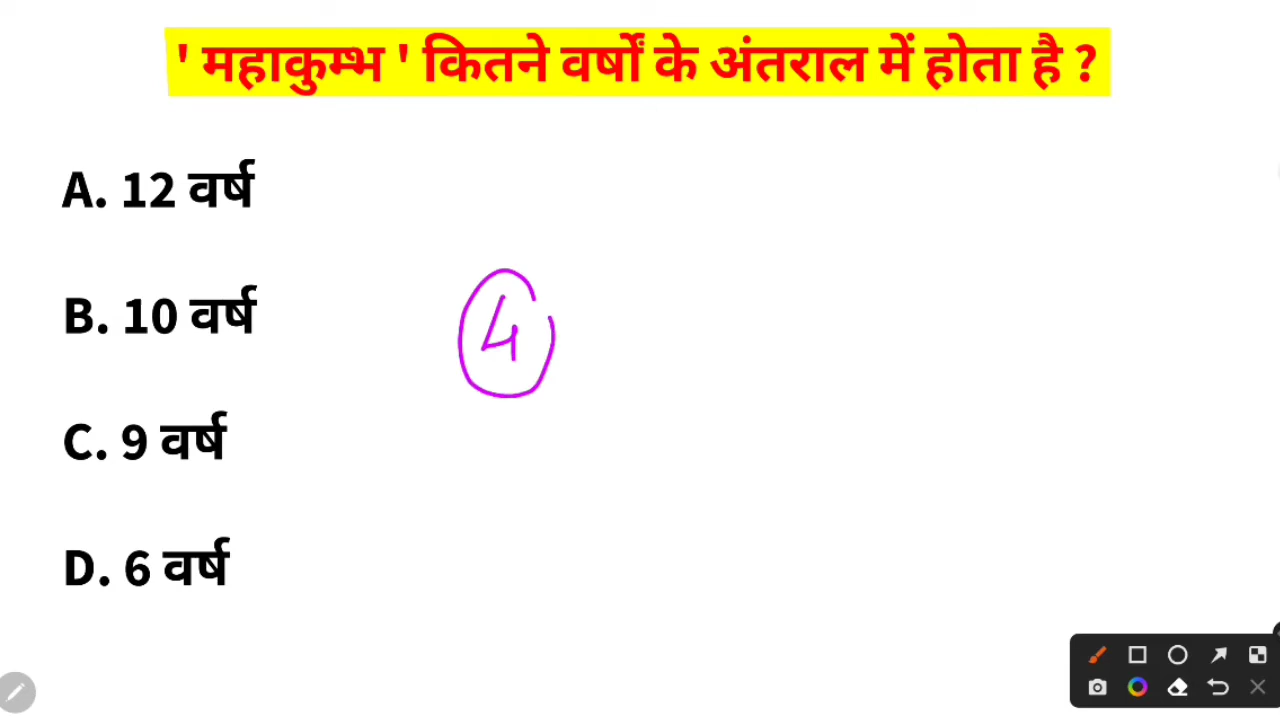 ' महाकुम्भ ' कितने वर्षों के अंतराल में होता है ?
A. 12 वर्ष
B. 10 वर्ष
4
C. 9 वर्ष
D. 6 वर्ष